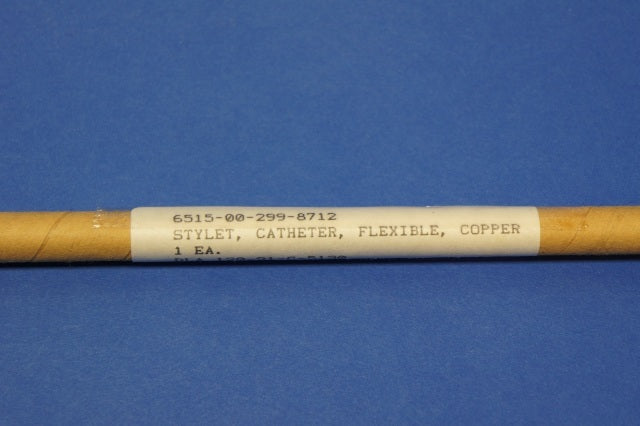 6515-00-299-8712
STYLET, CATHETER, FLEXIBLE, COPPER
1 EA.